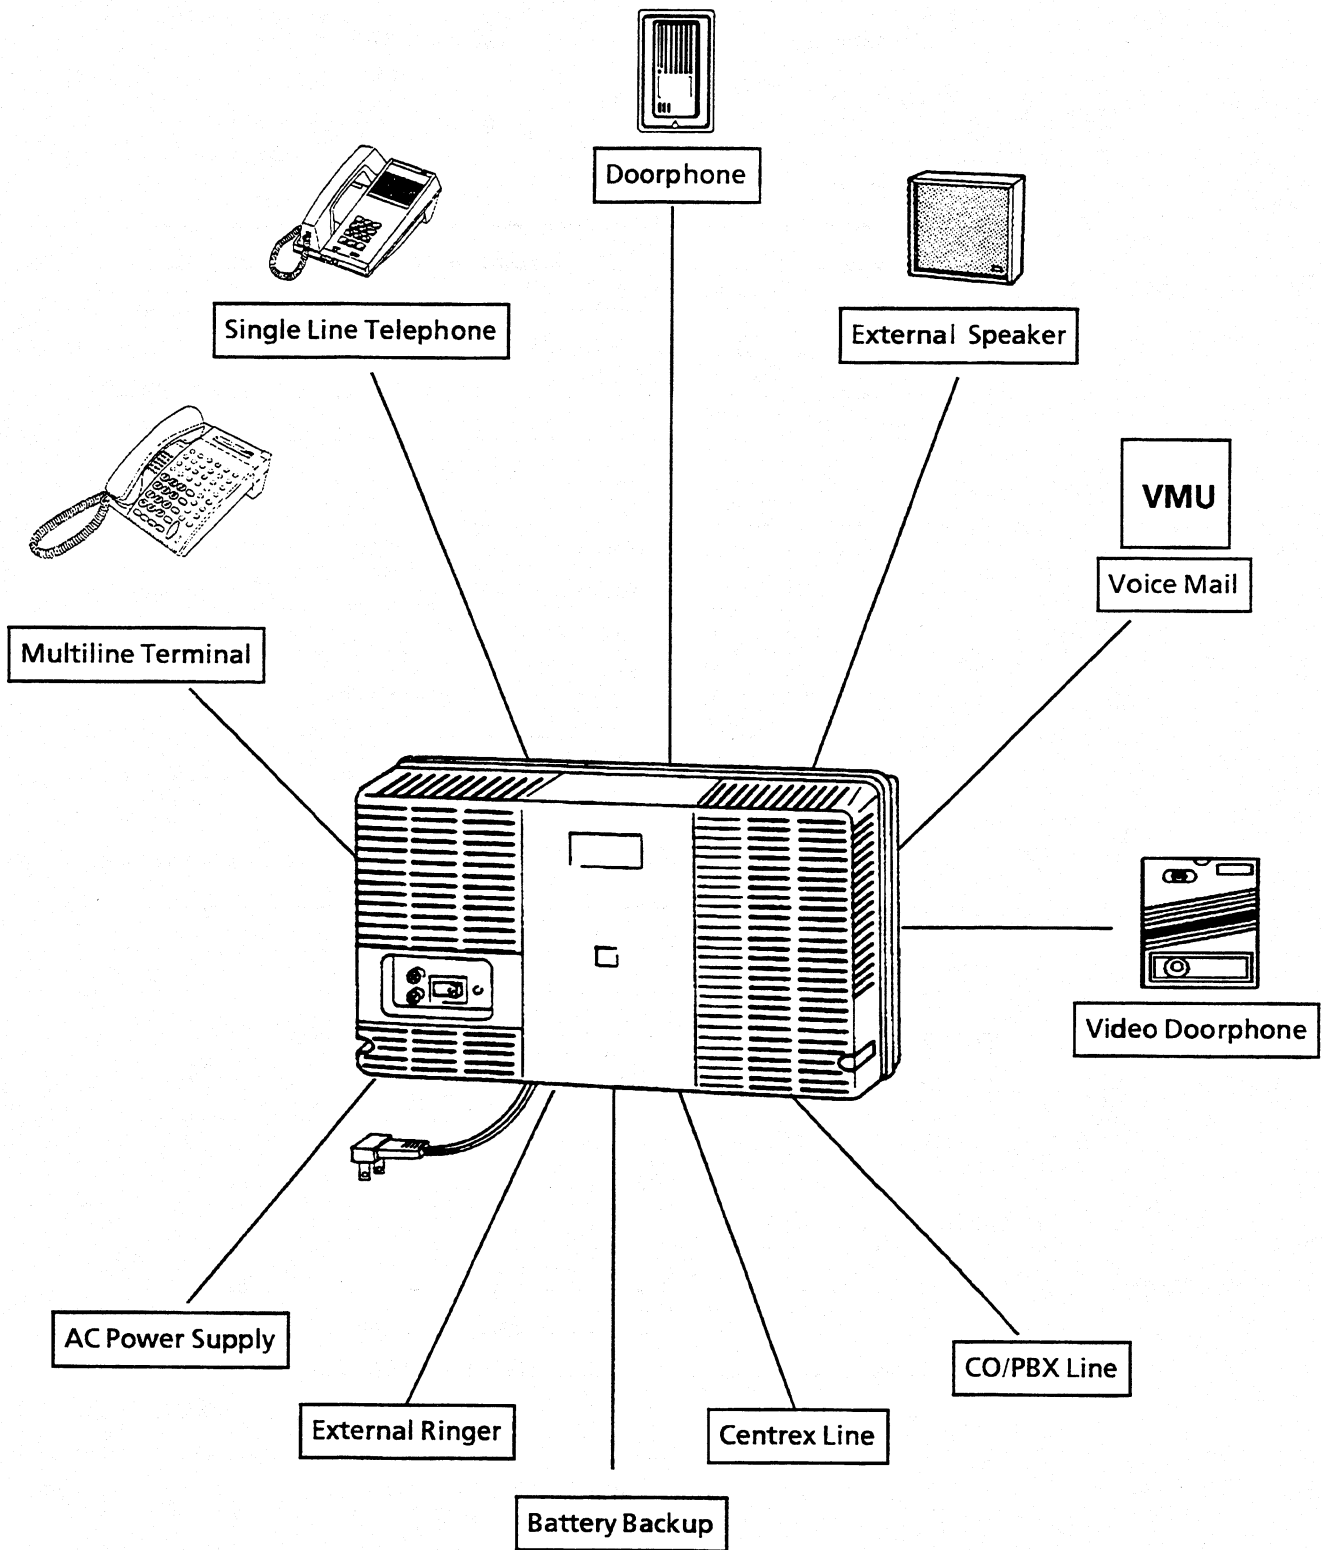 Doorphone
Single Line Telephone
External Speaker
VMU
Voice Mail
Multiline Terminal
Video Doorphone
AC Power Supply
CO/PBX Line
External Ringer
Centrex Line
Battery Backup